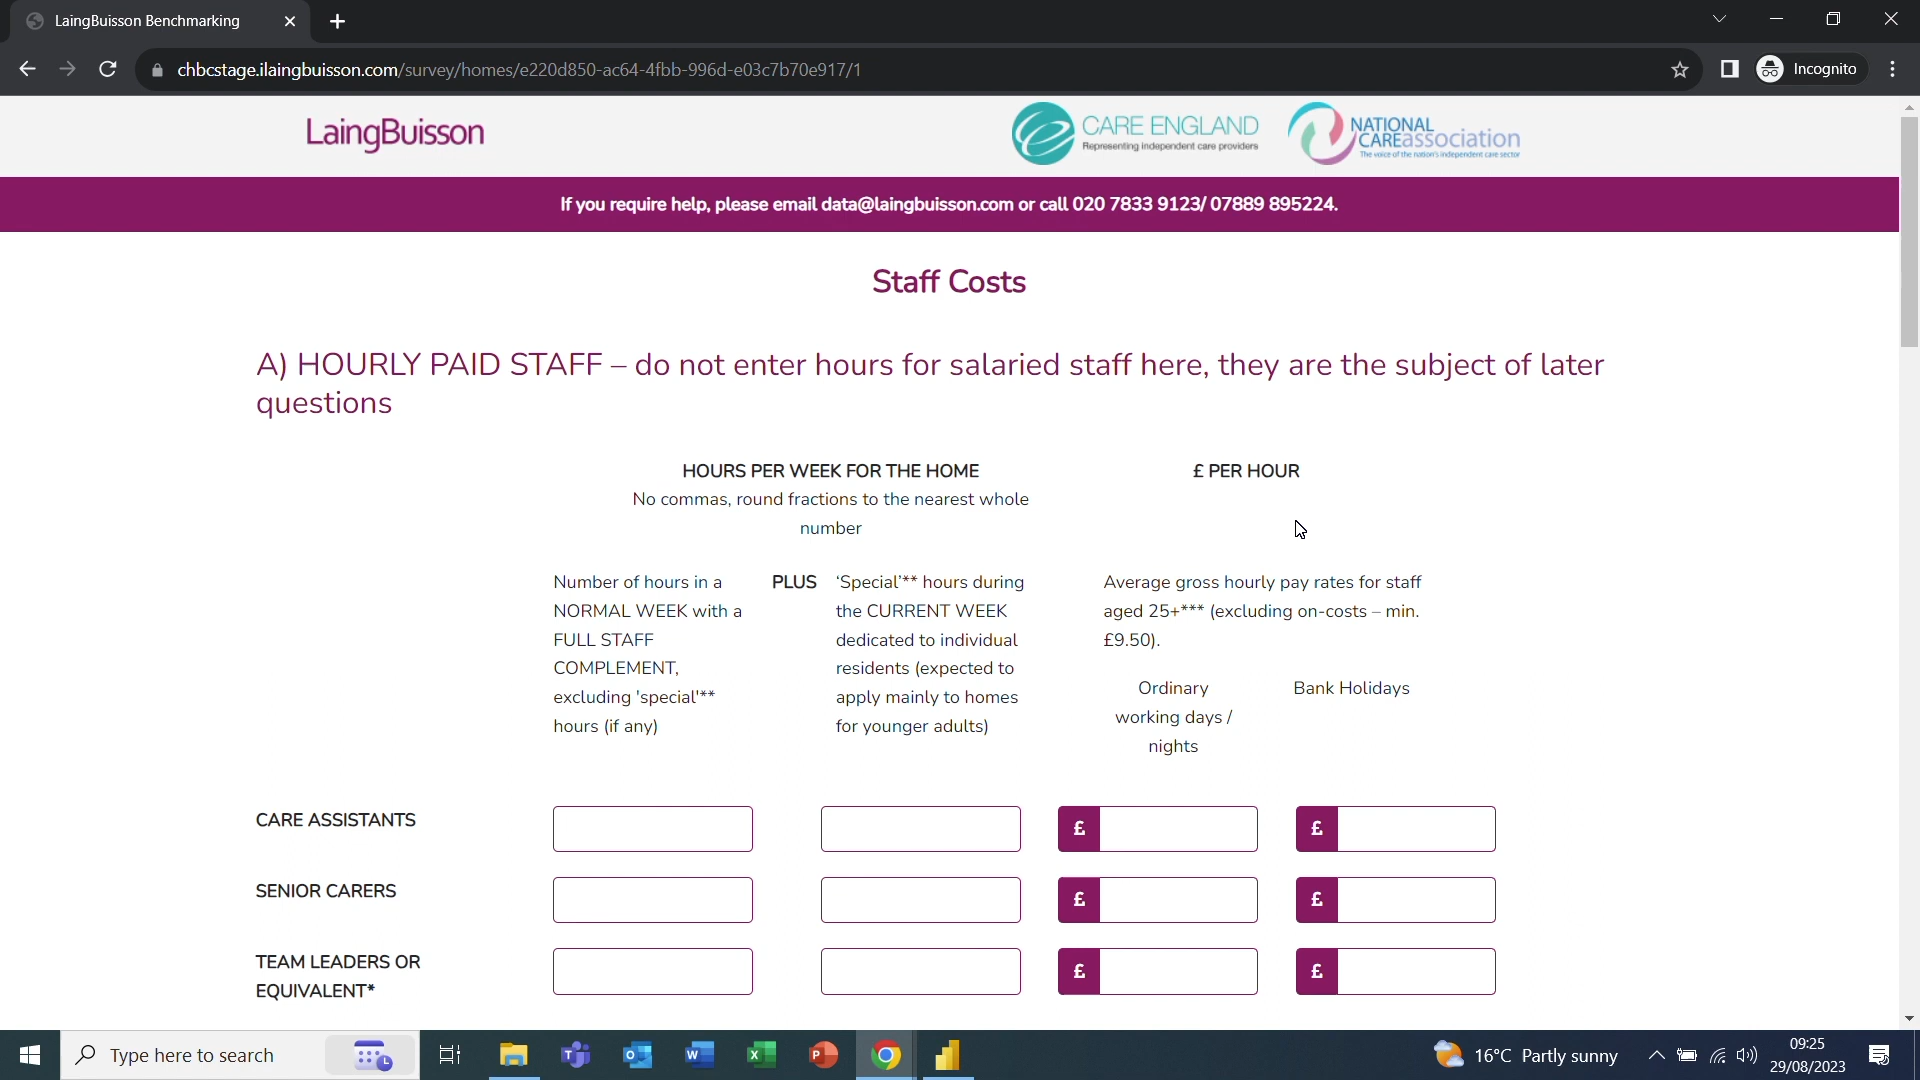 LaingBuisson Benchmarking
chbcstage.ilaingbuisson.com/survey/homes/e220d850-ac64-4fbb-996d-e03c7b70e917/1
Incognito
LaingBuisson
CARE ENGLAND
Representing independent care providers
NATIONAL
CAREassociation
The voice of the nation's independent care sector
If you require help, please email data@laingbuisson.com or call 020 7833 9123/ 07889 895224.
Staff Costs
A) HOURLY PAID STAFF – do not enter hours for salaried staff here, they are the subject of later
questions
HOURS PER WEEK FOR THE HOME
No commas, round fractions to the nearest whole
number
£ PER HOUR
Number of hours in a
NORMAL WEEK with a
FULL STAFF
COMPLEMENT,
excluding 'special'**
hours (if any)
PLUS
‘Special’** hours during
the CURRENT WEEK
dedicated to individual
residents (expected to
apply mainly to homes
for younger adults)
Average gross hourly pay rates for staff
aged 25+*** (excluding on-costs – min.
£9.50).
Ordinary
working days /
nights
Bank Holidays
CARE ASSISTANTS
£
£
SENIOR CARERS
£
£
TEAM LEADERS OR
EQUIVALENT*
£
£
Type here to search
16°C Partly sunny
09:25
29/08/2023